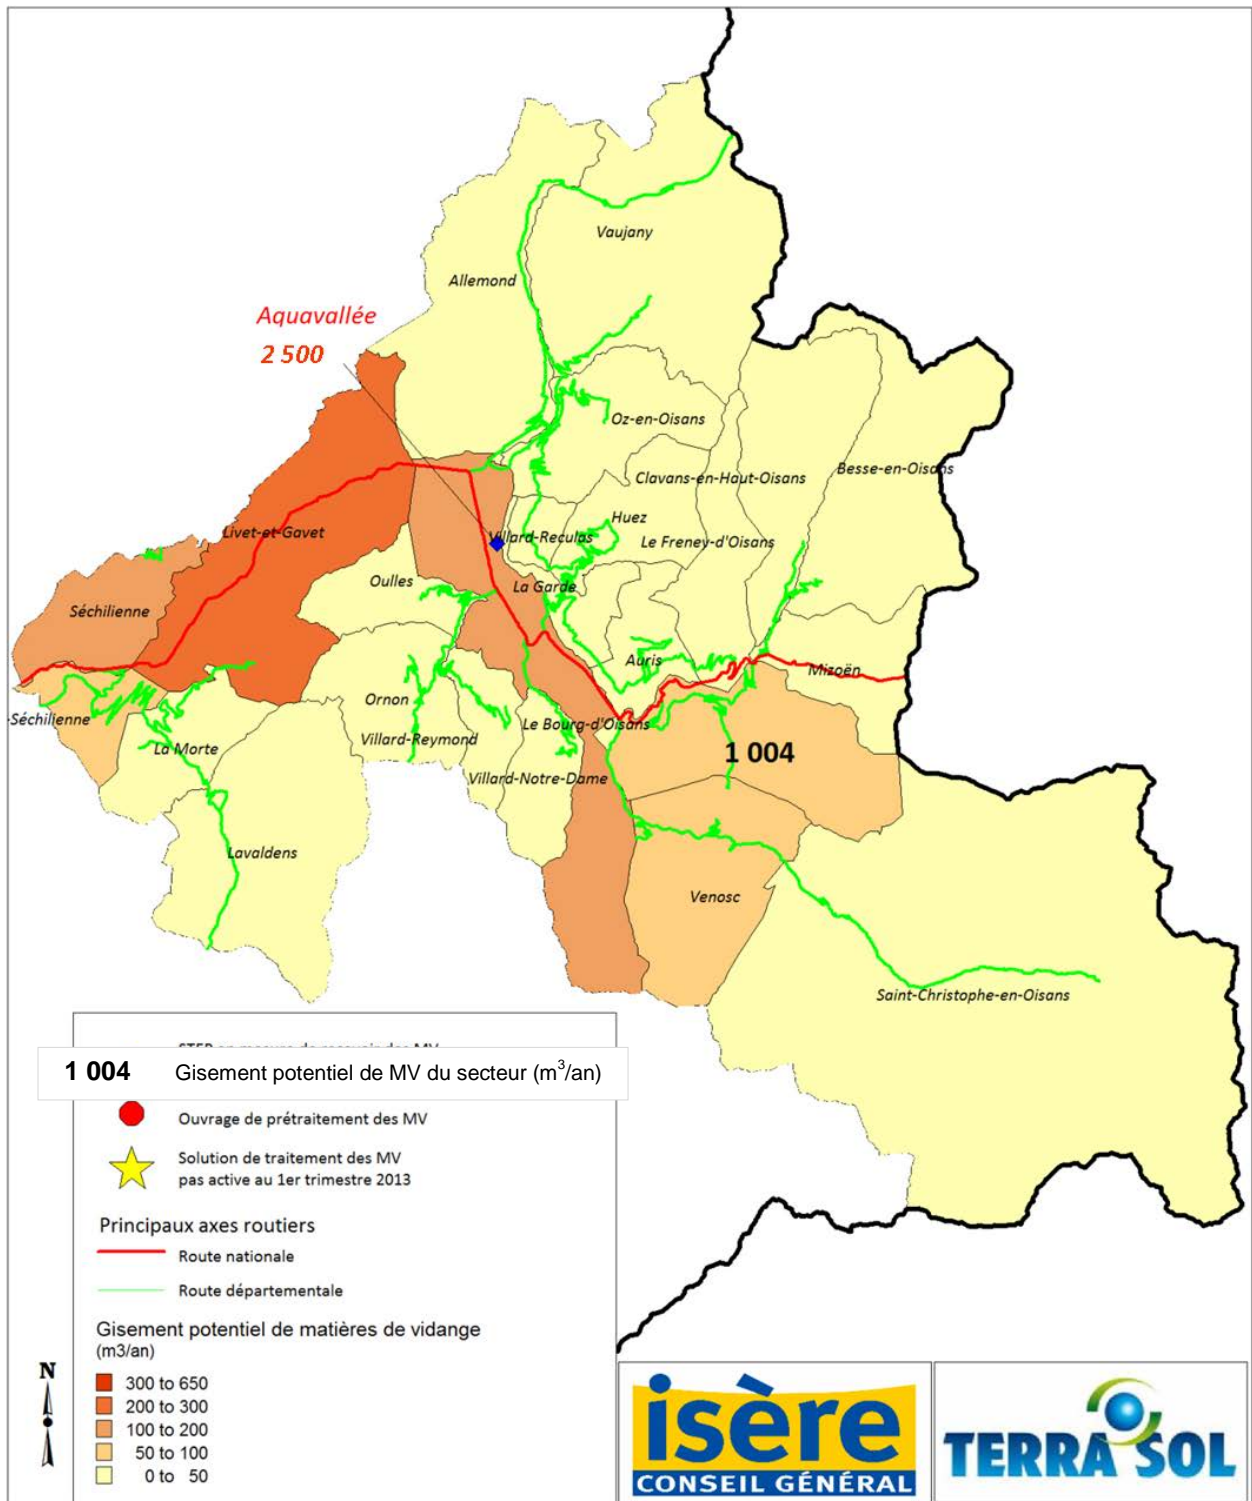 Vaujany
Allemond
Aquavallée
2 500
Oz-en-Oisans
Clavans-en-Haut-Oisans
Besse-en-Oisans
Huez
Livet-et-Gavet
Villard-Reculas
Le Freney-d'Oisans
Oulles
La Garde
Séchilienne
Auris
Mizoën
Ornon
-Séchilienne
Le Bourg-d'Oisans
La Morte
Villard-Reymond
1 004
Villard-Notre-Dame
Lavaldens
Venosc
Saint-Christophe-en-Oisans
1 004 Gisement potentiel de MV du secteur (m³/an)
Ouvrage de prétraitement des MV
Solution de traitement des MV
pas active au 1er trimestre 2013
Principaux axes routiers
Route nationale
Route départementale
Gisement potentiel de matières de vidange
(m3/an)
N
300 to 650
200 to 300
100 to 200
50 to 100
0 to 50
isère
CONSEIL GÉNÉRAL
TERRA SOL